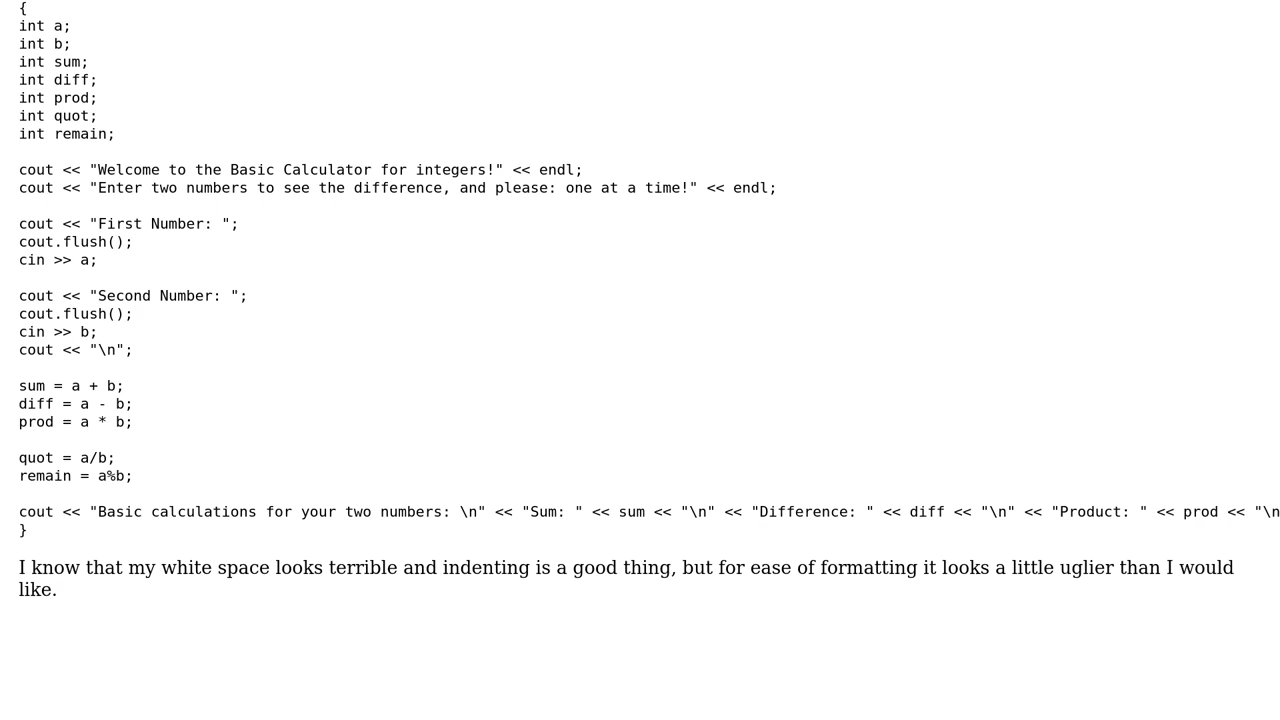 {
int a;
int b;
int sum;
int diff;
int prod;
int quot;
int remain;

cout << "Welcome to the Basic Calculator for integers!" << endl;
cout << "Enter two numbers to see the difference, and please: one at a time!" << endl;

cout << "First Number: ";
cout.flush();
cin >> a;

cout << "Second Number: ";
cout.flush();
cin >> b;
cout << "\n";

sum = a + b;
diff = a - b;
prod = a * b;

quot = a/b;
remain = a%b;

cout << "Basic calculations for your two numbers: \n" << "Sum: " << sum << "\n" << "Difference: " << diff << "\n" << "Product: " << prod << "\n
}

I know that my white space looks terrible and indenting is a good thing, but for ease of formatting it looks a little uglier than I would
like.